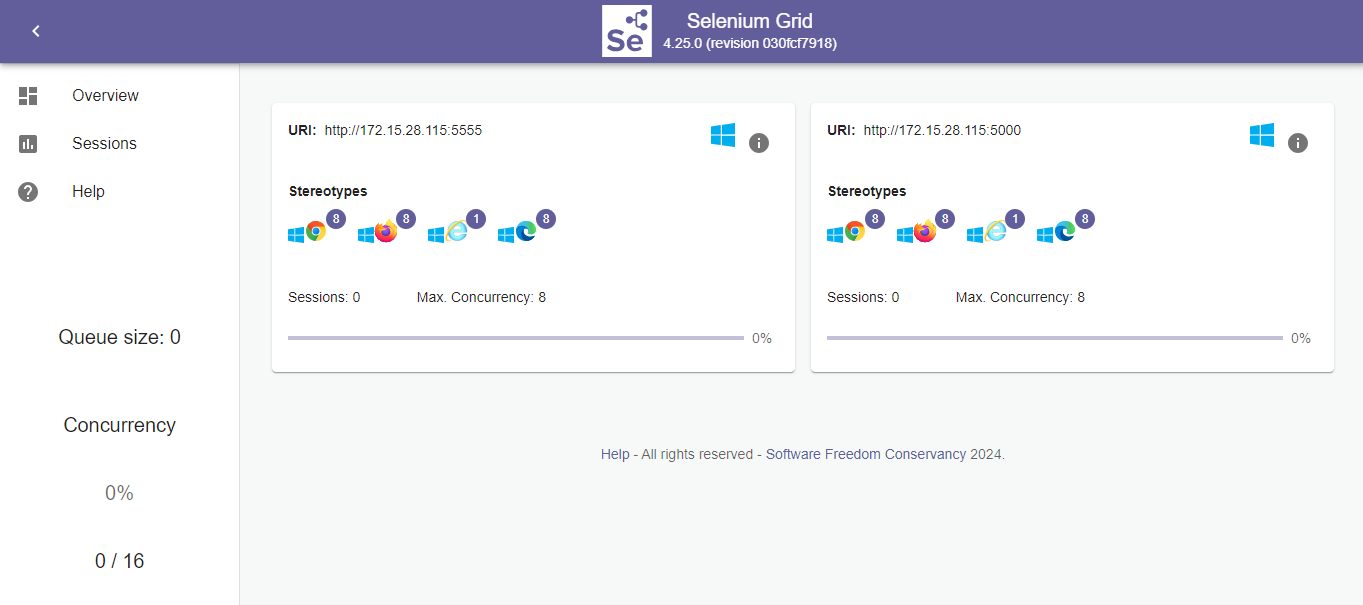 Se
Selenium Grid
4.25.0 (revision 030fcf7918)
Overview
Sessions
Help
Queue size: 0
Concurrency
0%
0 / 16
URI: http://172.15.28.115:5555
Stereotypes
8 8 1 8
Sessions: 0 Max. Concurrency: 8
0%
URI: http://172.15.28.115:5000
Stereotypes
8 8 1 8
Sessions: 0 Max. Concurrency: 8
0%
Help - All rights reserved - Software Freedom Conservancy 2024.